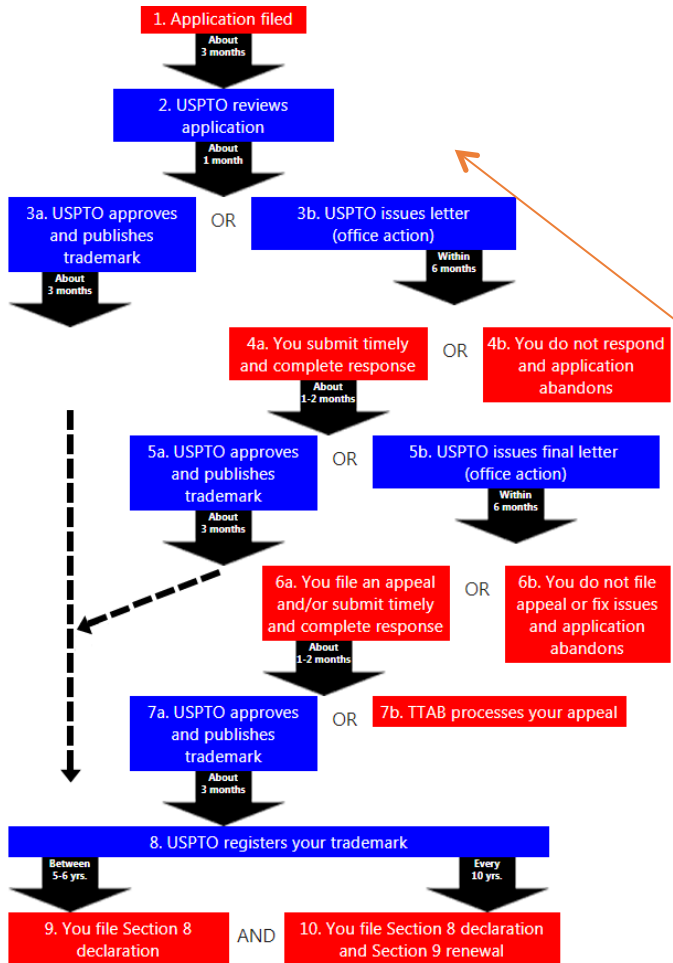 1. Application filed
About
3 months
2. USPTO reviews
application
About
1 month
3a. USPTO approves
and publishes
trademark
OR
3b. USPTO issues letter
(office action)
About
3 months
Within
6 months
4a. You submit timely
and complete response
OR
4b. You do not respond
and application
abandons
About
1-2 months
5a. USPTO approves
and publishes
trademark
OR
5b. USPTO issues final letter
(office action)
About
3 months
Within
6 months
6a. You file an appeal
and/or submit timely
and complete response
OR
6b. You do not file
appeal or fix issues
and application
abandons
About
1-2 months
7a. USPTO approves
and publishes
trademark
OR
7b. TTAB processes your appeal
About
3 months
8. USPTO registers your trademark
Between
5-6 yrs.
Every
10 yrs.
9. You file Section 8
declaration
AND
10. You file Section 8 declaration
and Section 9 renewal